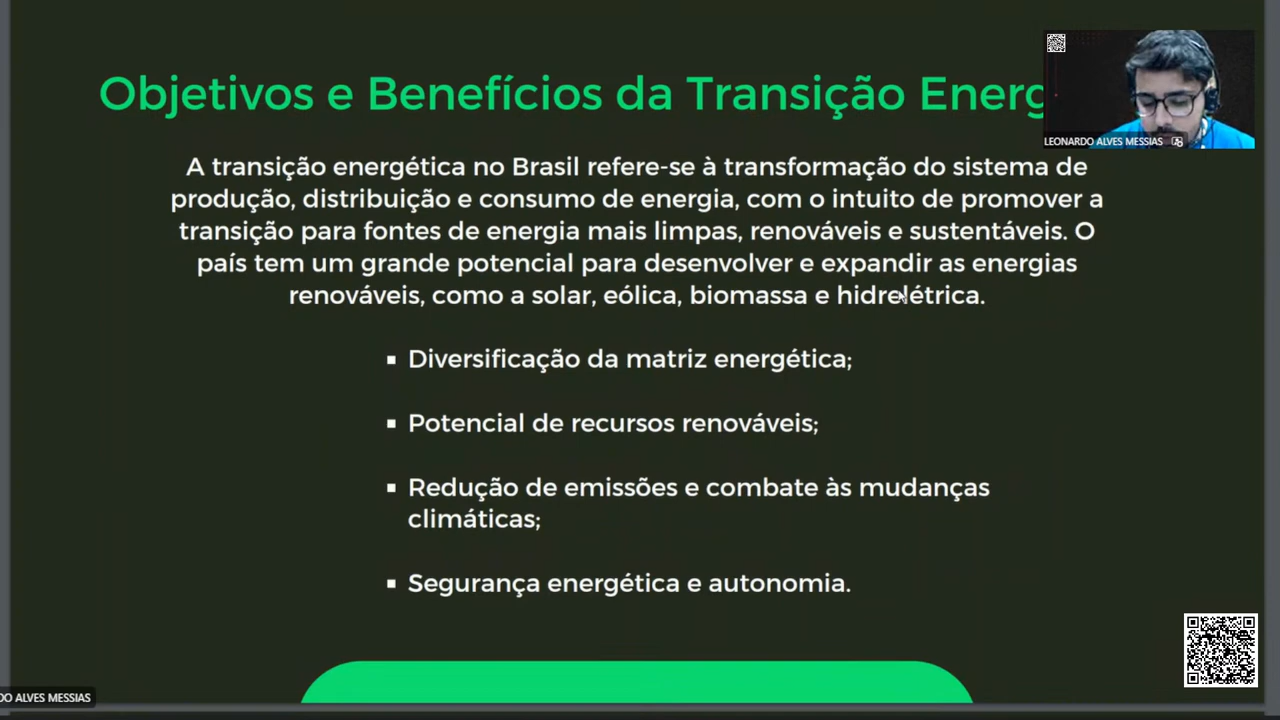 Objetivos e Benefícios da Transição Energ
LEONARDO ALVES MESSIAS
A transição energética no Brasil refere-se à transformação do sistema de
produção, distribuição e consumo de energia, com o intuito de promover a
transição para fontes de energia mais limpas, renováveis e sustentáveis. O
país tem um grande potencial para desenvolver e expandir as energias
renováveis, como a solar, eólica, biomassa e hidrelétrica.
▪ Diversificação da matriz energética;
▪ Potencial de recursos renováveis;
▪ Redução de emissões e combate às mudanças
climáticas;
▪ Segurança energética e autonomia.
DO ALVES MESSIAS